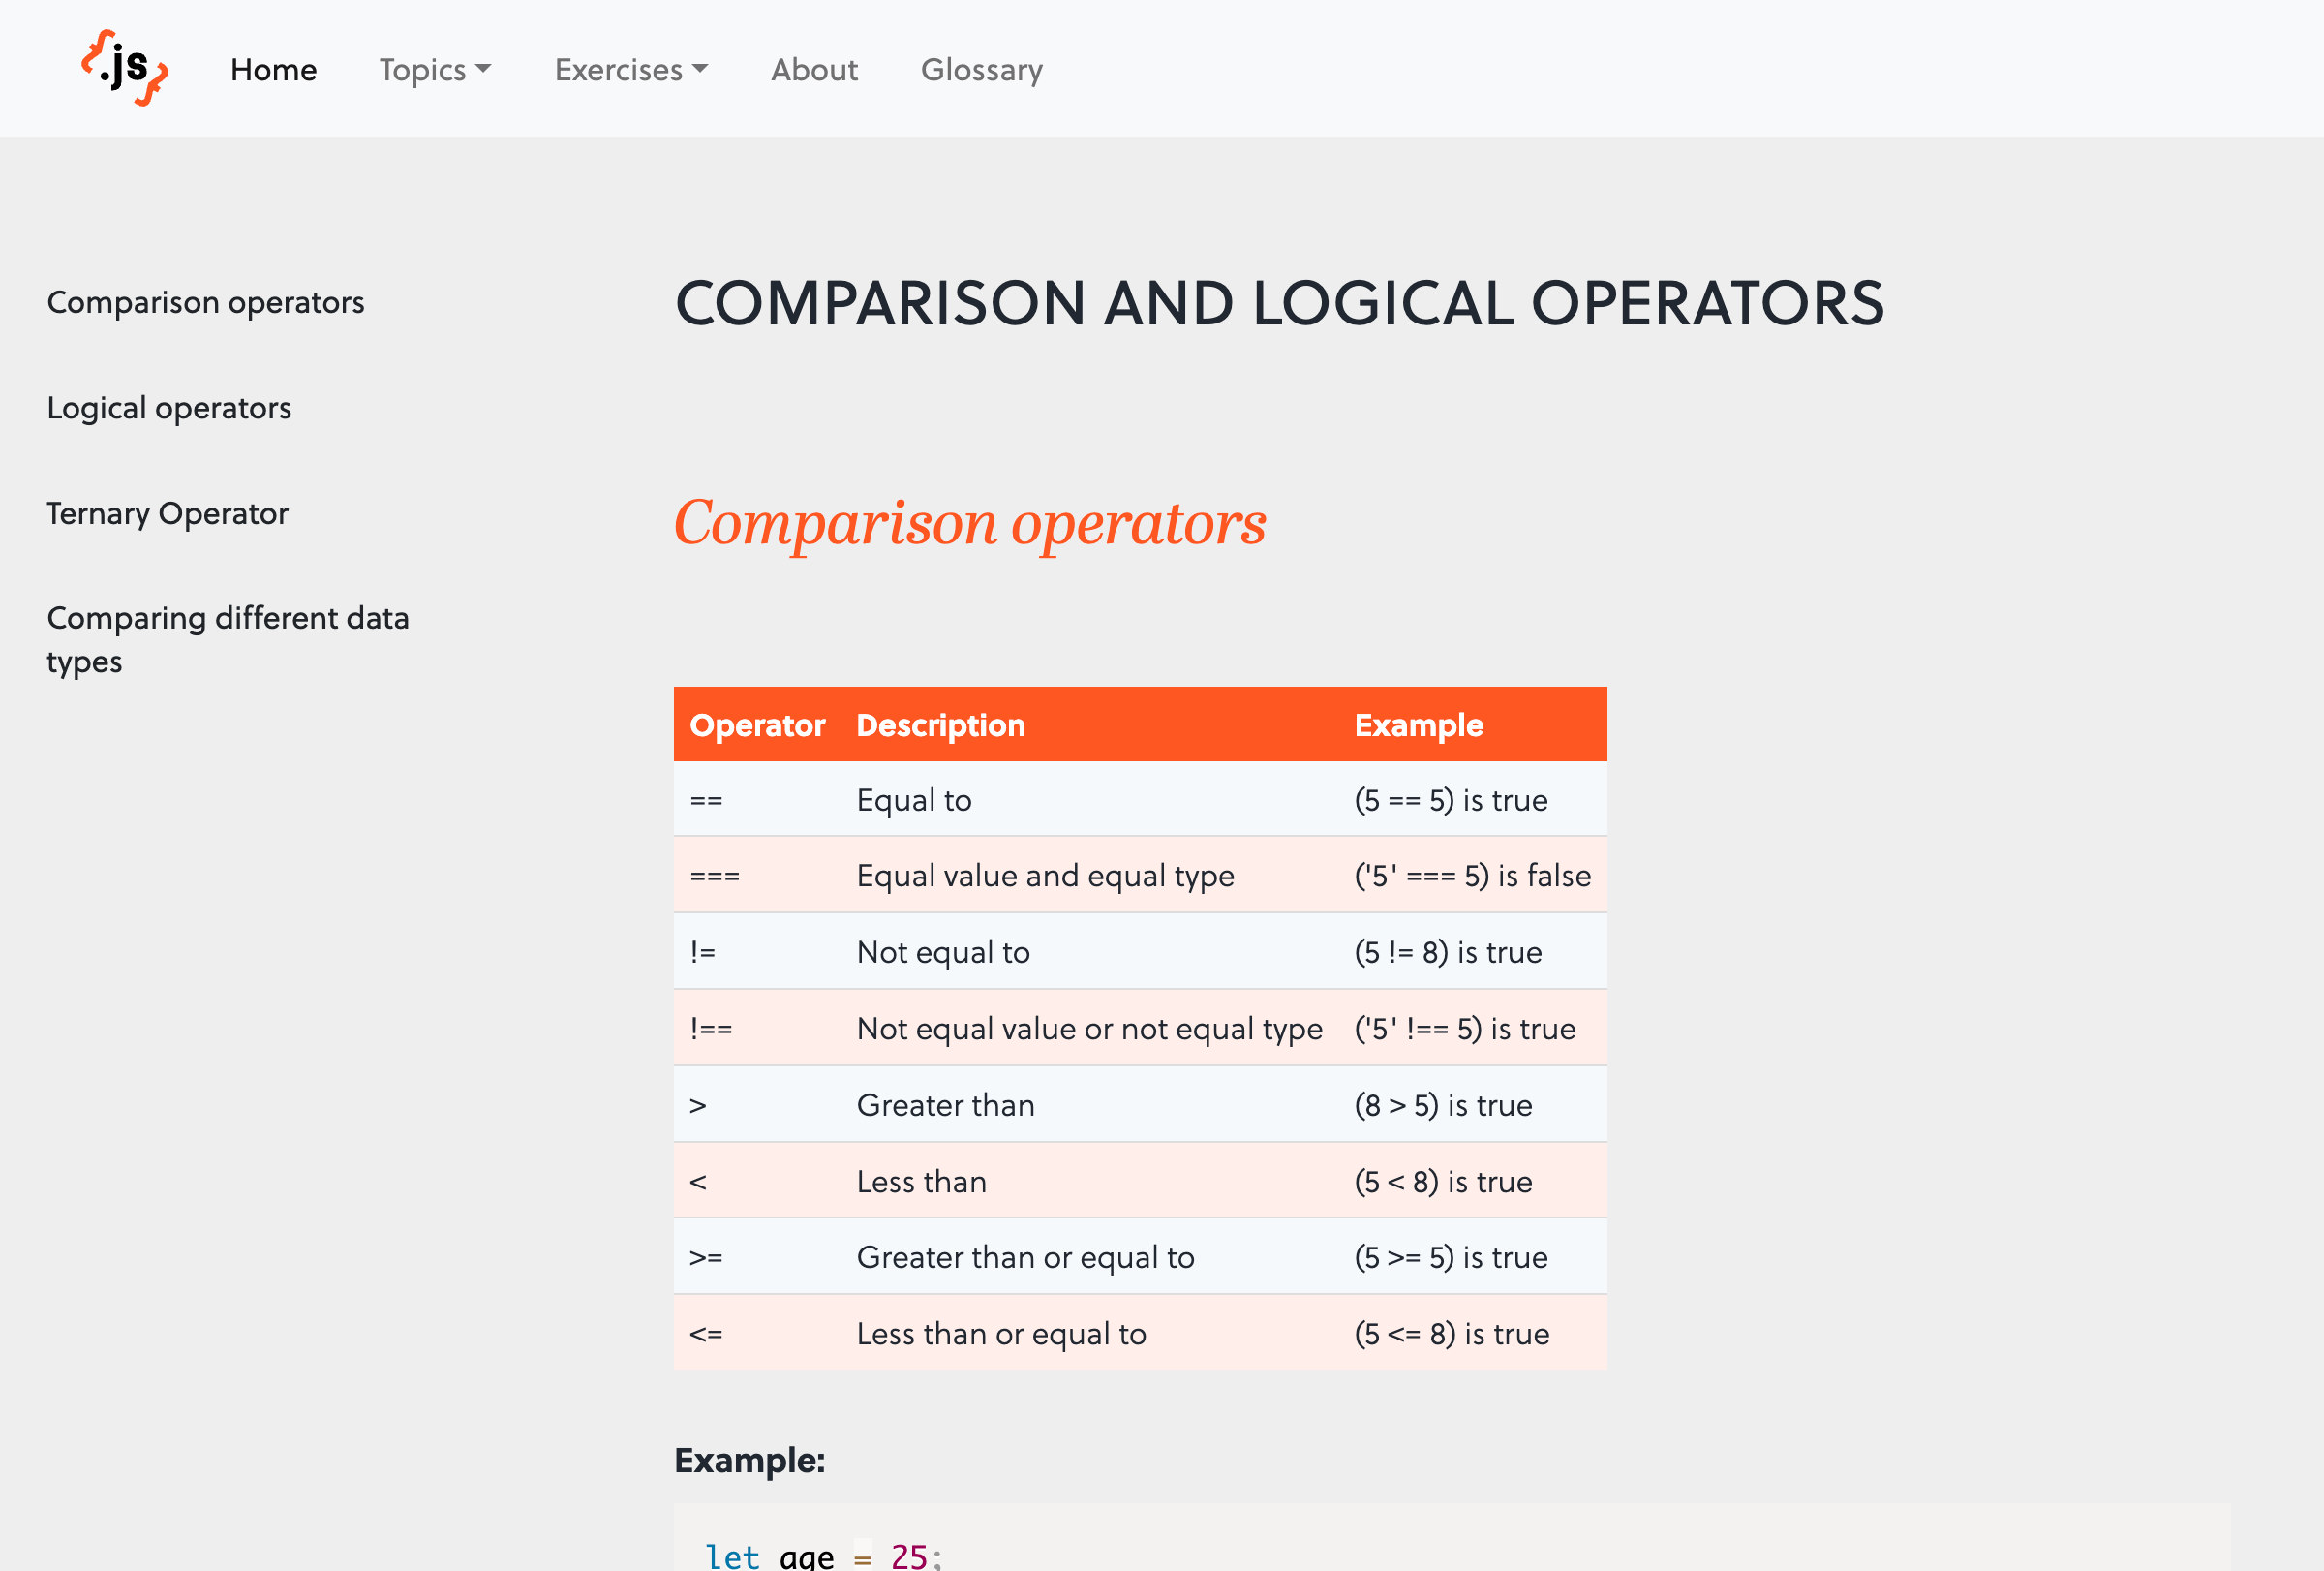 {.js}
Home Topics Exercises About Glossary
Comparison operators
Logical operators
Ternary Operator
Comparing different data
types
COMPARISON AND LOGICAL OPERATORS
Comparison operators
Operator Description Example
== Equal to (5 == 5) is true
=== Equal value and equal type ('5' === 5) is false
!= Not equal to (5 != 8) is true
!== Not equal value or not equal type ('5' !== 5) is true
> Greater than (8 > 5) is true
< Less than (5 < 8) is true
>= Greater than or equal to (5 >= 5) is true
<= Less than or equal to (5 <= 8) is true
Example:
let age = 25;